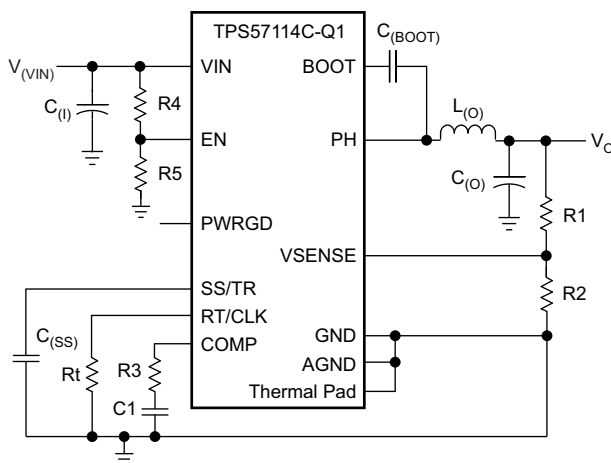 TPS57114C-Q1
C(BOOT)
V(VIN)
VIN
BOOT
C(I)
R4
L(O)
EN
PH
VO
R5
C(O)
R1
PWRGD
VSENSE
R2
SS/TR
RT/CLK
GND
C(SS)
COMP
Rt
R3
AGND
C1
Thermal Pad